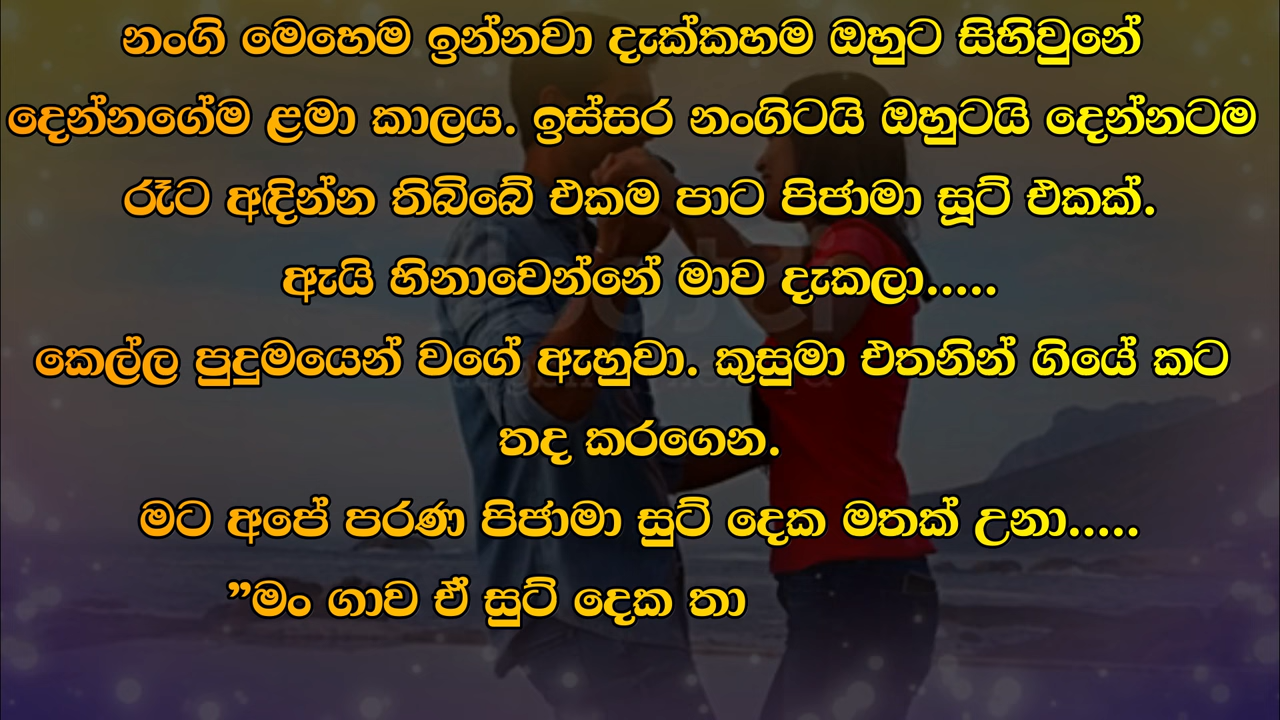 නංගි මෙහෙම ඉන්නවා දැක්කහම ඔහුට සිහිවුනේ
දෙන්නගේම ළමා කාලය. ඉස්සර නංගිටයි ඔහුටයි දෙන්නටම
රෑට අඳින්න තිබිබේ එකම පාට පිජාමා සූට් එකක්.
ඇයි හිනාවෙන්නේ මාව දැකලා.....
කෙල්ල පුදුමයෙන් වගේ ඇහුවා. කුසුමා එතනින් ගියේ කට
තද කරගෙන.
මට අපේ පරණ පිජාමා සුට් දෙක මතක් උනා.....
”මං ගාව ඒ සුට් දෙක තා